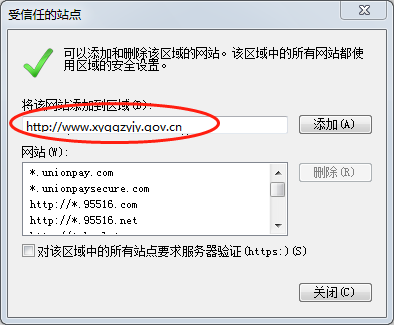 受信任的站点
可以添加和删除该区域的网站。该区域中的所有网站都使
用区域的安全设置。
将该网站添加到区域(D):
http://www.xyggzyjy.gov.cn
添加(A)
网站(W):
*.unionpay.com
*.unionpaysecure.com
http://*.95516.com
http://*.95516.net
删除(R)
对该区域中的所有站点要求服务器验证(https:)(S)
关闭(C)